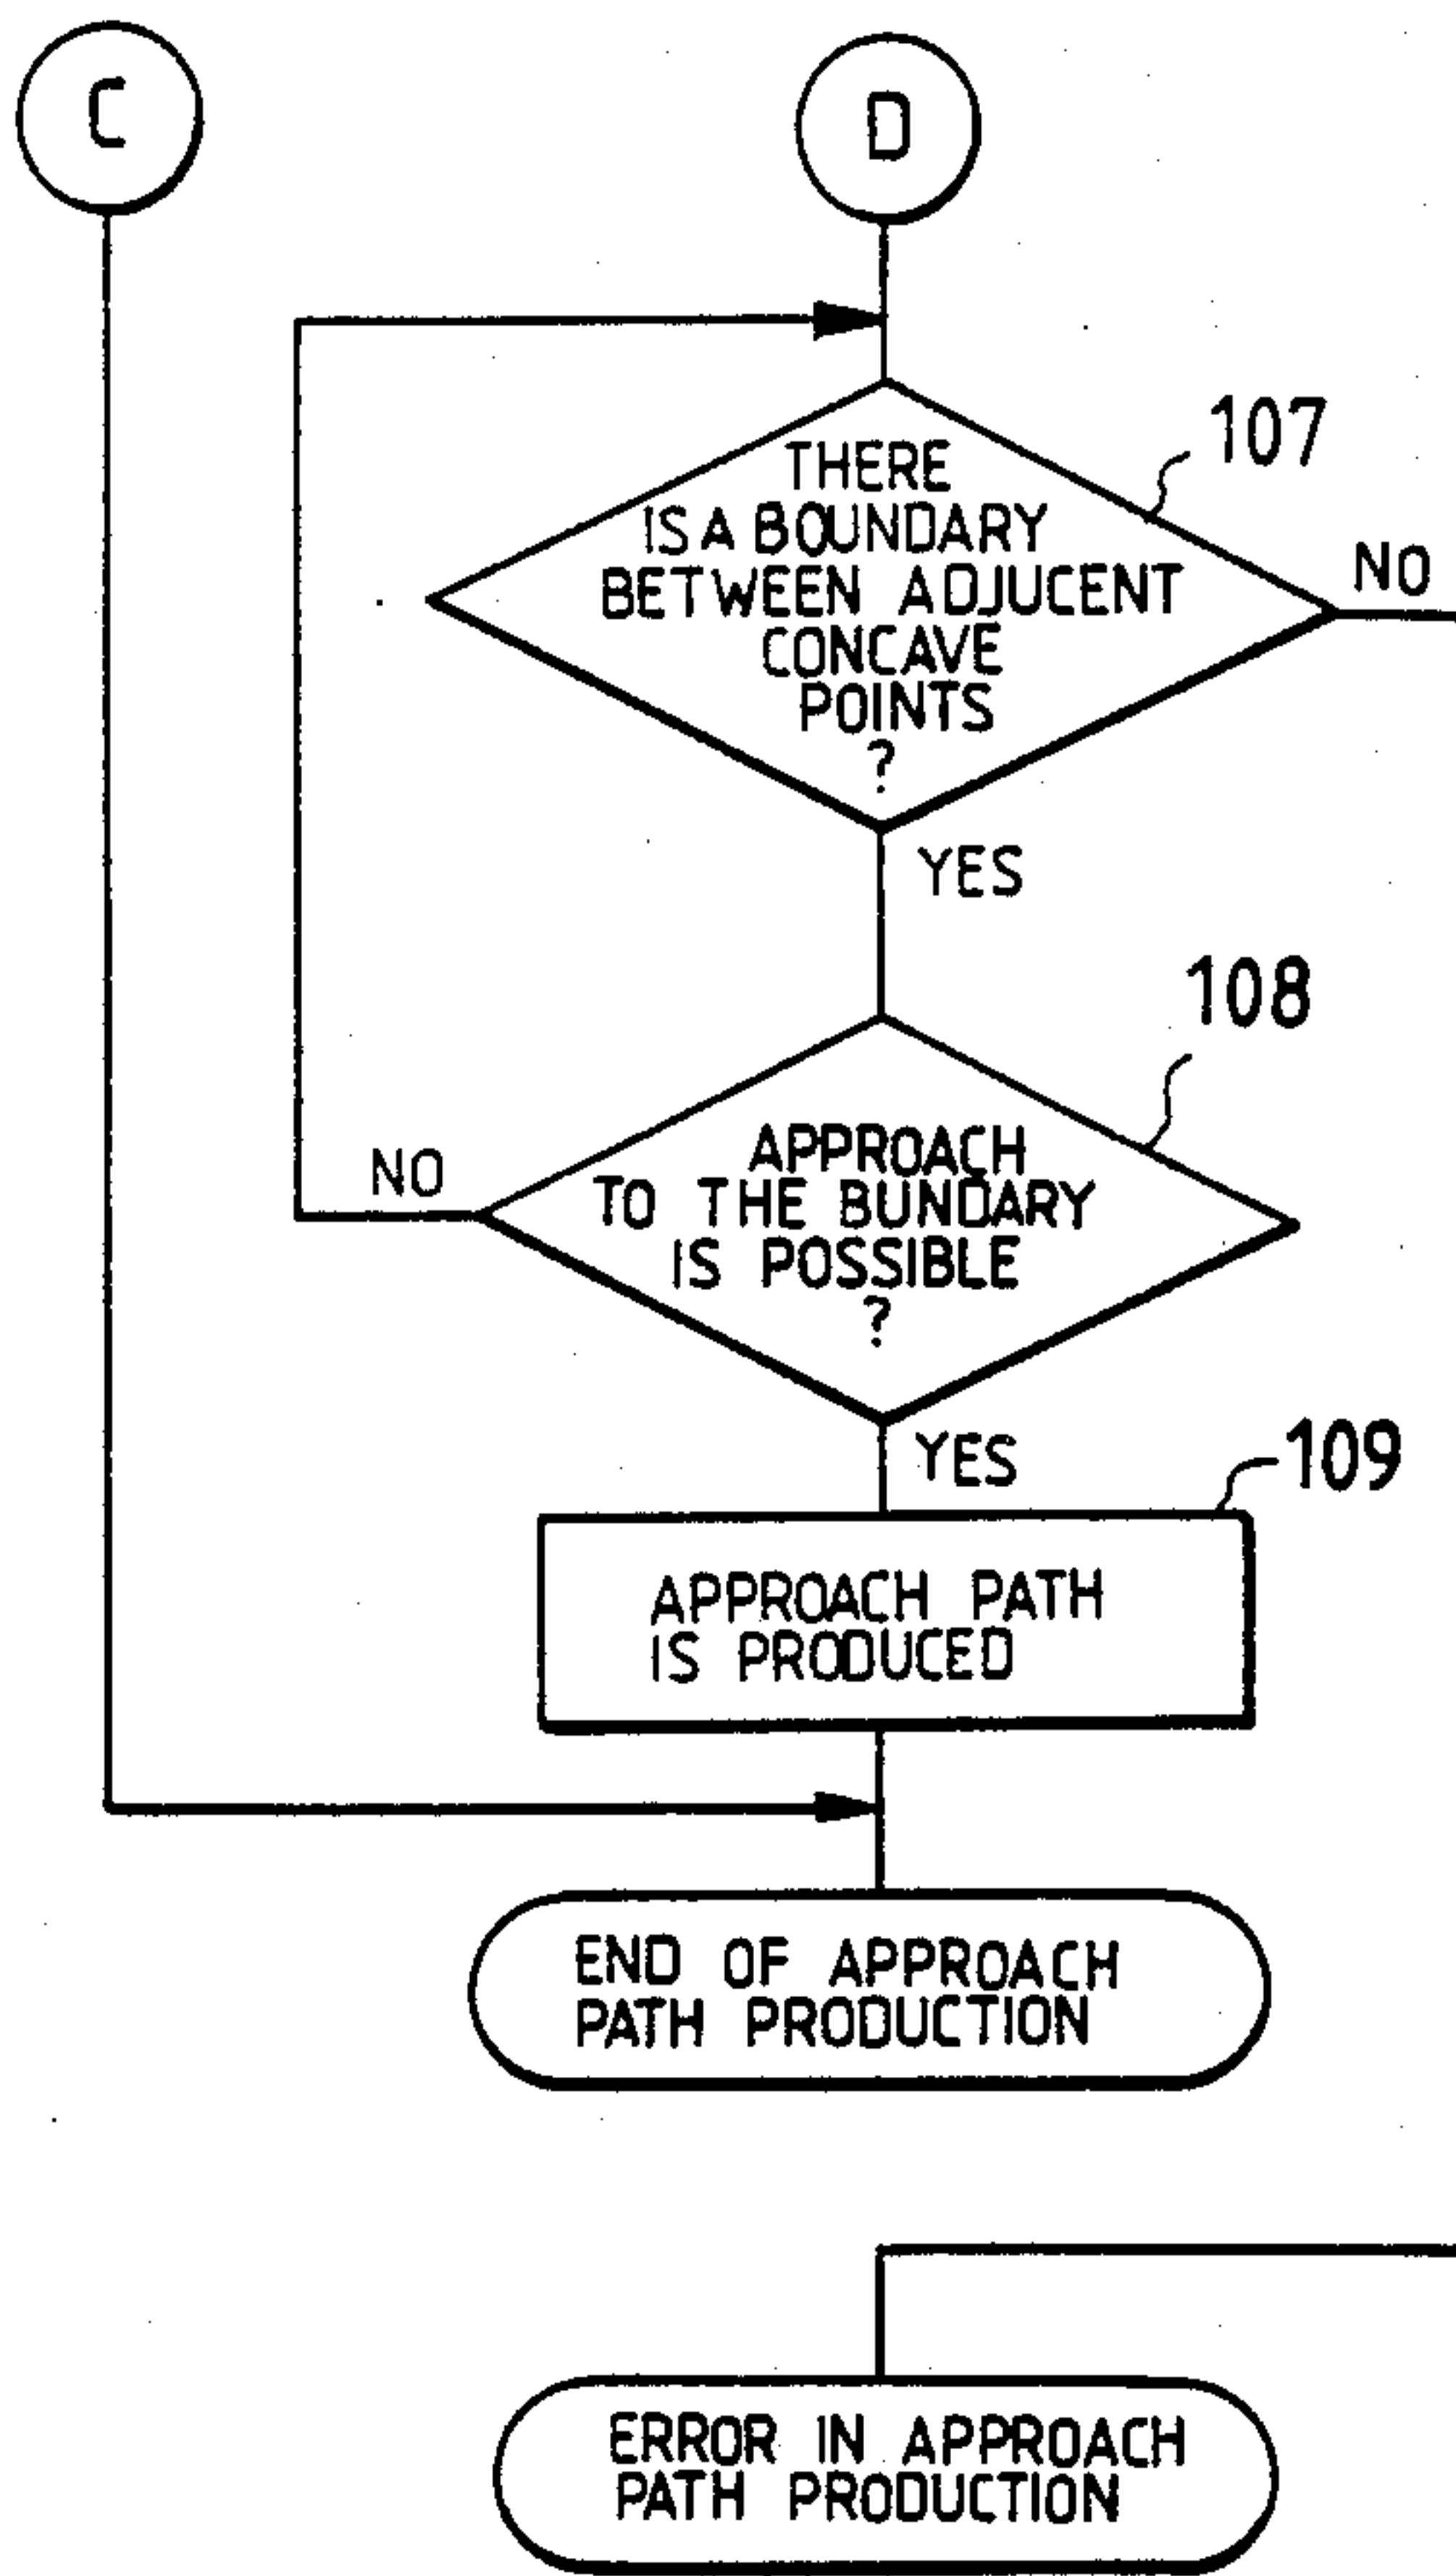 C
D
107
THERE
IS A BOUNDARY
BETWEEN ADJUCENT
CONCAVE
POINTS
?
NO
YES
108
APPROACH
TO THE BUNDARY
IS POSSIBLE
?
NO
YES
109
APPROACH PATH
IS PRODUCED
END OF APPROACH
PATH PRODUCTION
ERROR IN APPROACH
PATH PRODUCTION